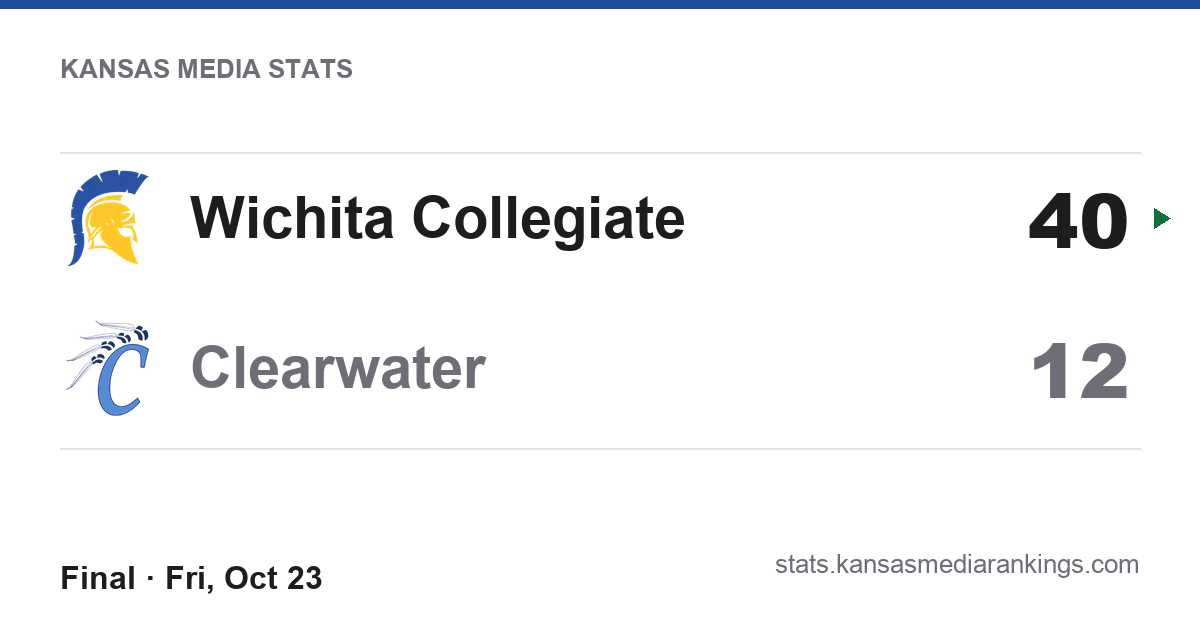 KANSAS MEDIA STATS
Wichita Collegiate 40
C
Clearwater 12
Final · Fri, Oct 23
stats.kansasmediarankings.com